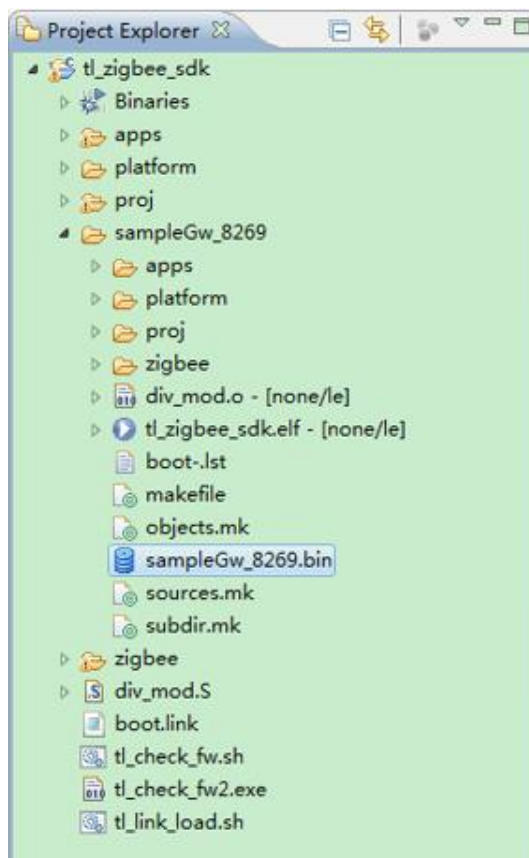 Project Explorer
tl_zigbee_sdk
Binaries
apps
platform
proj
sampleGw_8269
apps
platform
proj
zigbee
div_mod.o - [none/le]
tl_zigbee_sdk.elf - [none/le]
boot-.lst
makefile
objects.mk
sampleGw_8269.bin
sources.mk
subdir.mk
zigbee
div_mod.S
boot.link
tl_check_fw.sh
tl_check_fw2.exe
tl_link_load.sh